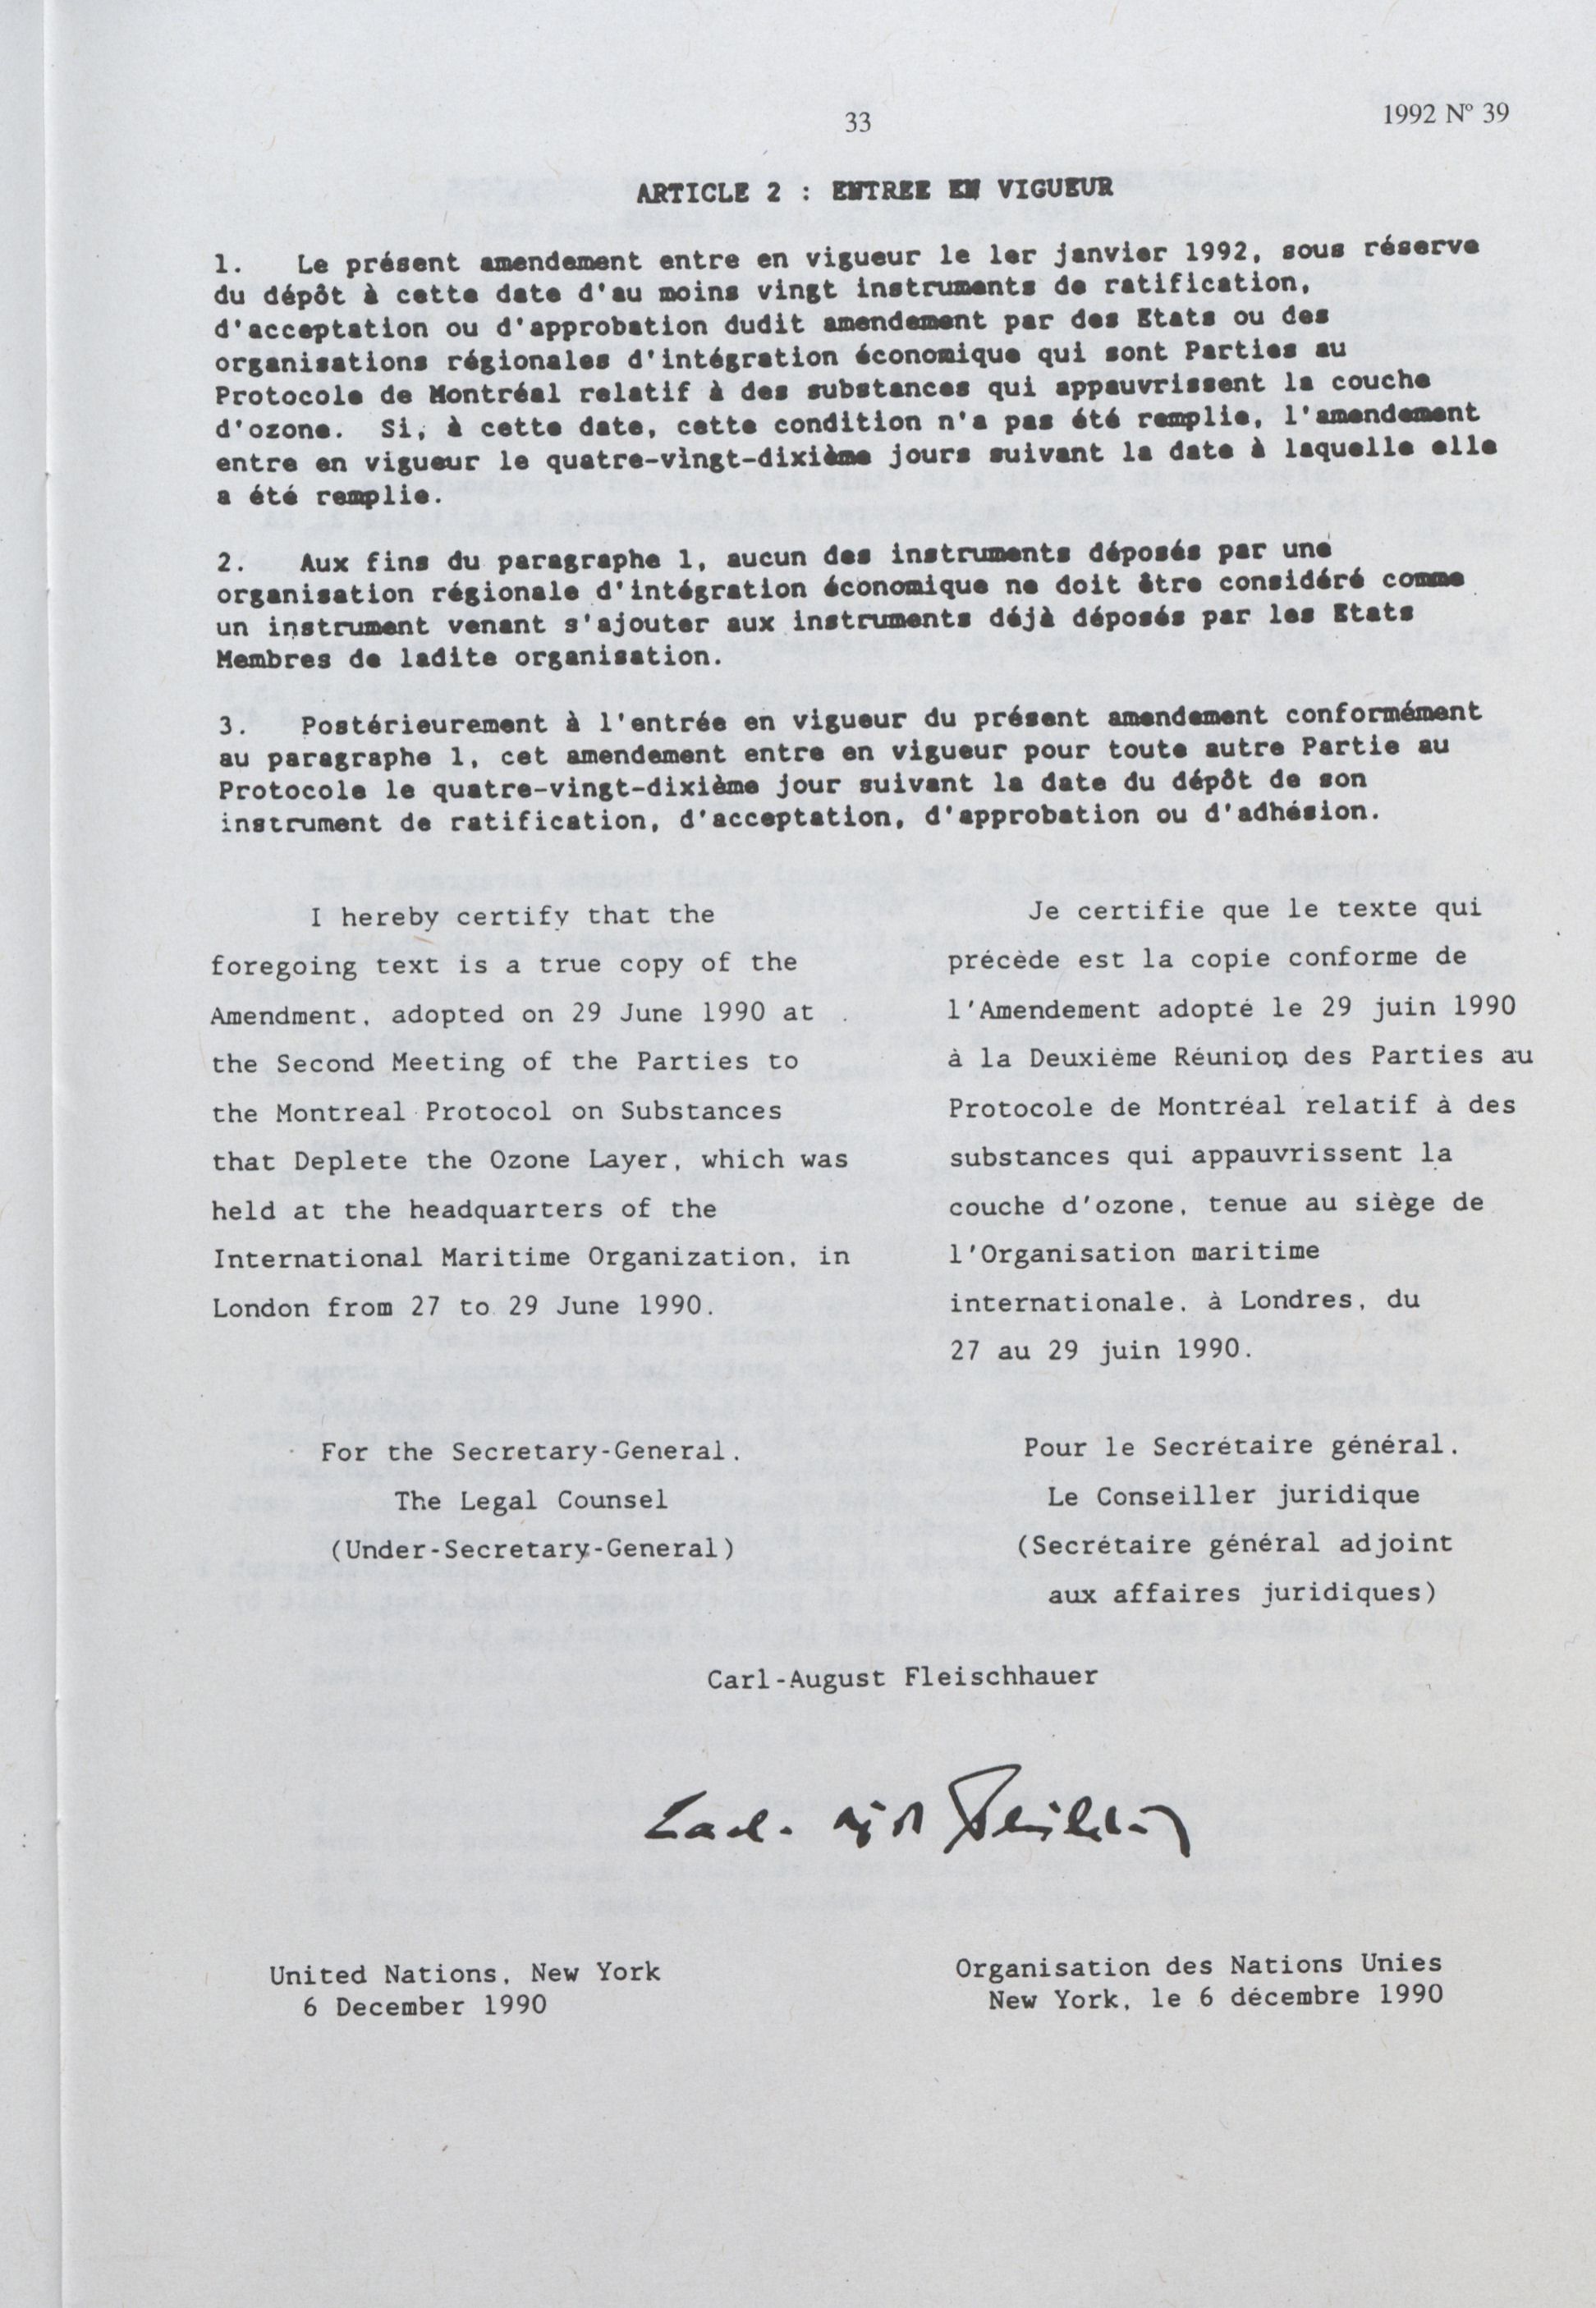 33
1992 Nº 39
ARTICLE 2 : ENTREE EN VIGUEUR
1. Le présent amendement entre en vigueur le 1er janvier 1992, sous réserve
du dépôt à cette date d'au moins vingt instruments de ratification,
d'acceptation ou d'approbation dudit amendement par des Etats ou des
organisations régionales d'intégration économique qui sont Parties au
Protocole de Montréal relatif à des substances qui appauvrissent la couche
d'ozone. Si, à cette date, cette condition n'a pas été remplie, l'amendement
entre en vigueur le quatre-vingt-dixième jours suivant la date à laquelle elle
a été remplie.
2. Aux fins du paragraphe 1, aucun des instruments déposés par une
organisation régionale d'intégration économique ne doit être considéré comme
un instrument venant s'ajouter aux instruments déjà déposés par les Etats
Membres de ladite organisation.
3. Postérieurement à l'entrée en vigueur du présent amendement conformément
au paragraphe 1, cet amendement entre en vigueur pour toute autre Partie au
Protocole le quatre-vingt-dixième jour suivant la date du dépôt de son
instrument de ratification, d'acceptation, d'approbation ou d'adhésion.
I hereby certify that the
foregoing text is a true copy of the
Amendment, adopted on 29 June 1990 at
the Second Meeting of the Parties to
the Montreal Protocol on Substances
that Deplete the Ozone Layer, which was
held at the headquarters of the
International Maritime Organization, in
London from 27 to 29 June 1990.
Je certifie que le texte qui
précède est la copie conforme de
l'Amendement adopté le 29 juin 1990
à la Deuxième Réunion des Parties au
Protocole de Montréal relatif à des
substances qui appauvrissent la
couche d'ozone, tenue au siège de
l'Organisation maritime
internationale, à Londres, du
27 au 29 juin 1990.
For the Secretary-General,
The Legal Counsel
(Under-Secretary-General)
Pour le Secrétaire général,
Le Conseiller juridique
(Secrétaire général adjoint
aux affaires juridiques)
Carl-August Fleischhauer
United Nations, New York
6 December 1990
Organisation des Nations Unies
New York, le 6 décembre 1990